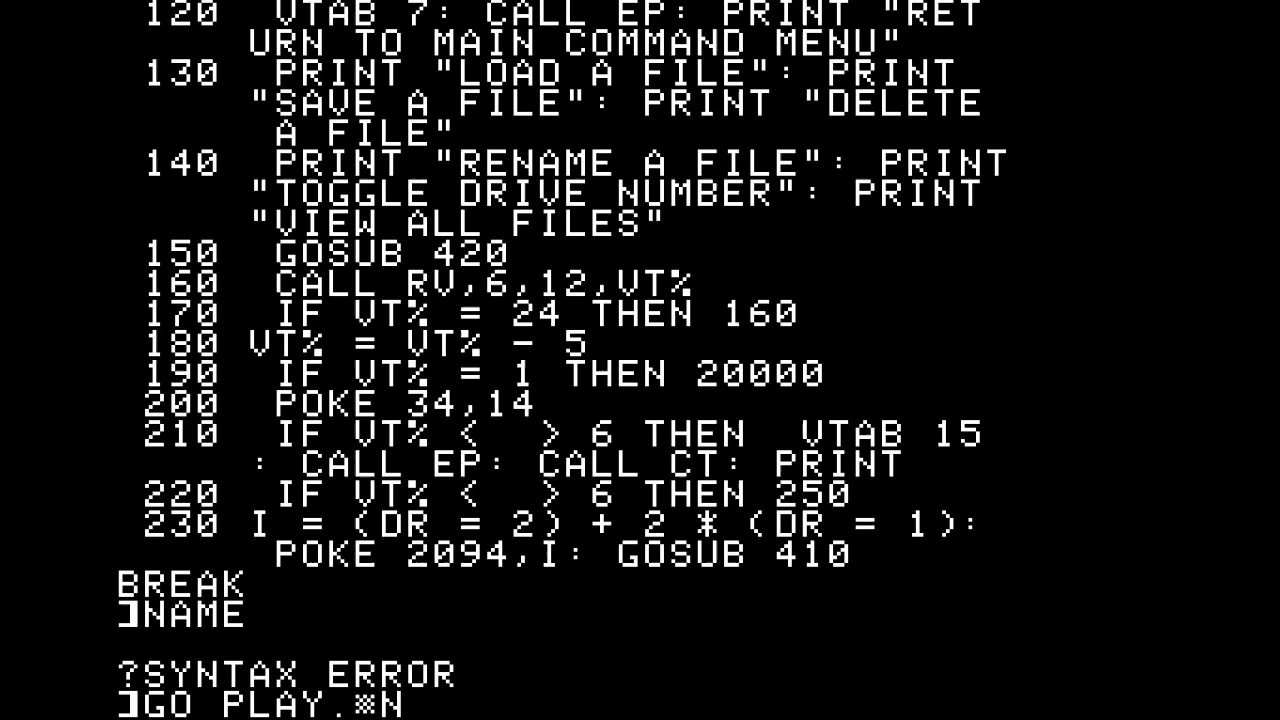 120 VTAB 7: CALL EP: PRINT "RET
URN TO MAIN COMMAND MENU"
130 PRINT "LOAD A FILE": PRINT
"SAVE A FILE": PRINT "DELETE
A FILE"
140 PRINT "RENAME A FILE": PRINT
"TOGGLE DRIVE NUMBER": PRINT
"VIEW ALL FILES"
150 GOSUB 420
160 CALL RV,6,12,VT%
170 IF VT% = 24 THEN 160
180 VT% = VT% - 5
190 IF VT% = 1 THEN 20000
200 POKE 34,14
210 IF VT% < > 6 THEN VTAB 15
: CALL EP: CALL CT: PRINT
220 IF VT% < > 6 THEN 250
230 I = (DR = 2) + 2 * (DR = 1):
POKE 2094,I: GOSUB 410
BREAK
]NAME
?SYNTAX ERROR
]GO PLAY.▒N